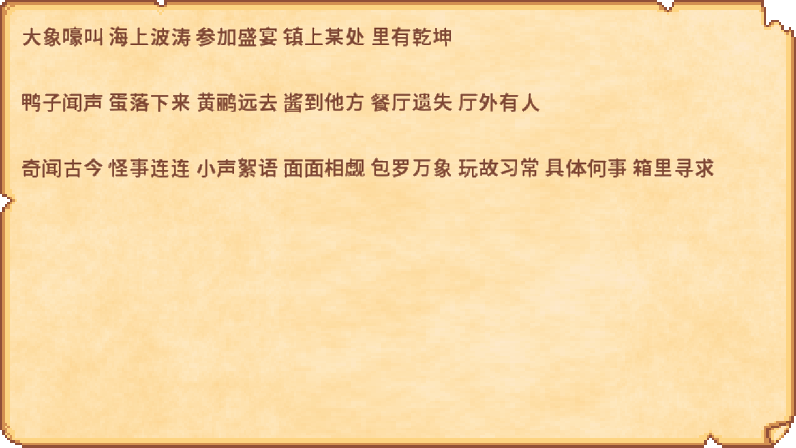 大象嚎叫 海上波涛 参加盛宴 镇上某处 里有乾坤
鸭子闻声 蛋落下来 黄鹂远去 酱到他方 餐厅遗失 厅外有人
奇闻古今 怪事连连 小声絮语 面面相觑 包罗万象 玩故习常 具体何事 箱里寻求